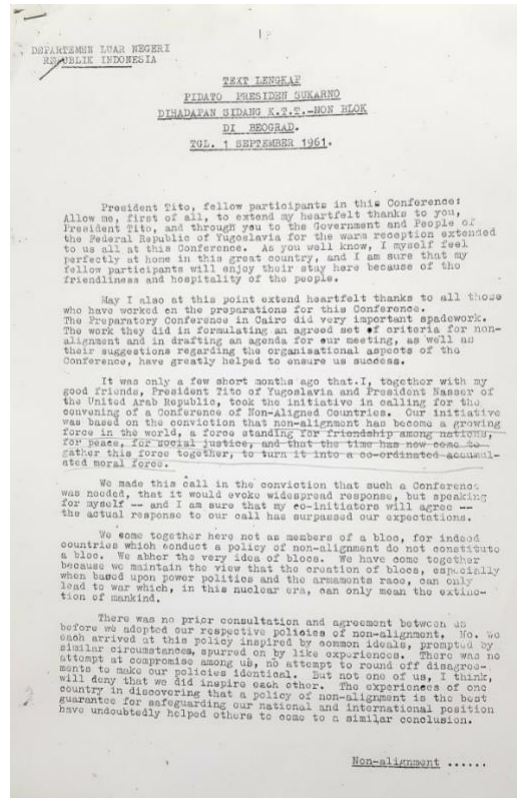 DEPARTEMEN LUAR NEGERI
REPUBLIK INDONESIA
TEXT LENGKAP
PIDATO PRESIDEN SUKARNO
DIHADAPAN SIDANG K.T.T.-NON BLOK
DI BEOGRAD.
TGL. 1 SEPTEMBER 1961.
President Tito, fellow participants in this Conference:
Allow me, first of all, to extend my heartfelt thanks to you,
President Tito, and through you to the Government and People of
the Federal Republic of Yugoslavia for the warm reception extended
to us all at this Conference. As you well know, I myself feel
perfectly at home in this great country, and I am sure that my
fellow participants will enjoy their stay here because of the
friendliness and hospitality of the people.
May I also at this point extend heartfelt thanks to all those
who have worked on the preparations for this Conference.
The Preparatory Conference in Cairo did very important spadework.
The work they did in formulating an agreed set of criteria for non-
alignment and in drafting an agenda for our meeting, as well as
their suggestions regarding the organisational aspects of the
Conference, have greatly helped to ensure us success.
It was only a few short months ago that I, together with my
good friends, President Tito of Yugoslavia and President Nasser of
the United Arab Republic, took the initiative in calling for the
convening of a Conference of Non-Aligned Countries. Our initiative
was based on the conviction that non-alignment has become a growing
force in the world, a force standing for friendship among nations,
for peace, for social justice, and that the time has now come to
gather this force together, to turn it into a co-ordinated accumul-
ated moral force.
We made this call in the conviction that such a Conference
was needed, that it would evoke widespread response, but speaking
for myself -- and I am sure that my co-initiators will agree --
the actual response to our call has surpassed our expectations.
We come together here not as members of a bloc, for indeed
countries which conduct a policy of non-alignment do not constitute
a bloc. We abhor the very idea of blocs. We have come together
because we maintain the view that the creation of blocs, especially
when based upon power politics and the armaments race, can only
lead to war which, in this nuclear era, can only mean the extinc-
tion of mankind.
There was no prior consultation and agreement between us
before we adopted our respective policies of non-alignment. No. We
each arrived at this policy inspired by common ideals, prompted by
similar circumstances, spurred on by like experiences. There was no
attempt at compromise among us, no attempt to round off disagree-
ments to make our policies identical. But not one of us, I think,
will deny that we did inspire each other. The experiences of one
country in discovering that a policy of non-alignment is the best
guarantee for safeguarding our national and international position
have undoubtedly helped others to come to a similar conclusion.
Non-alignment ......